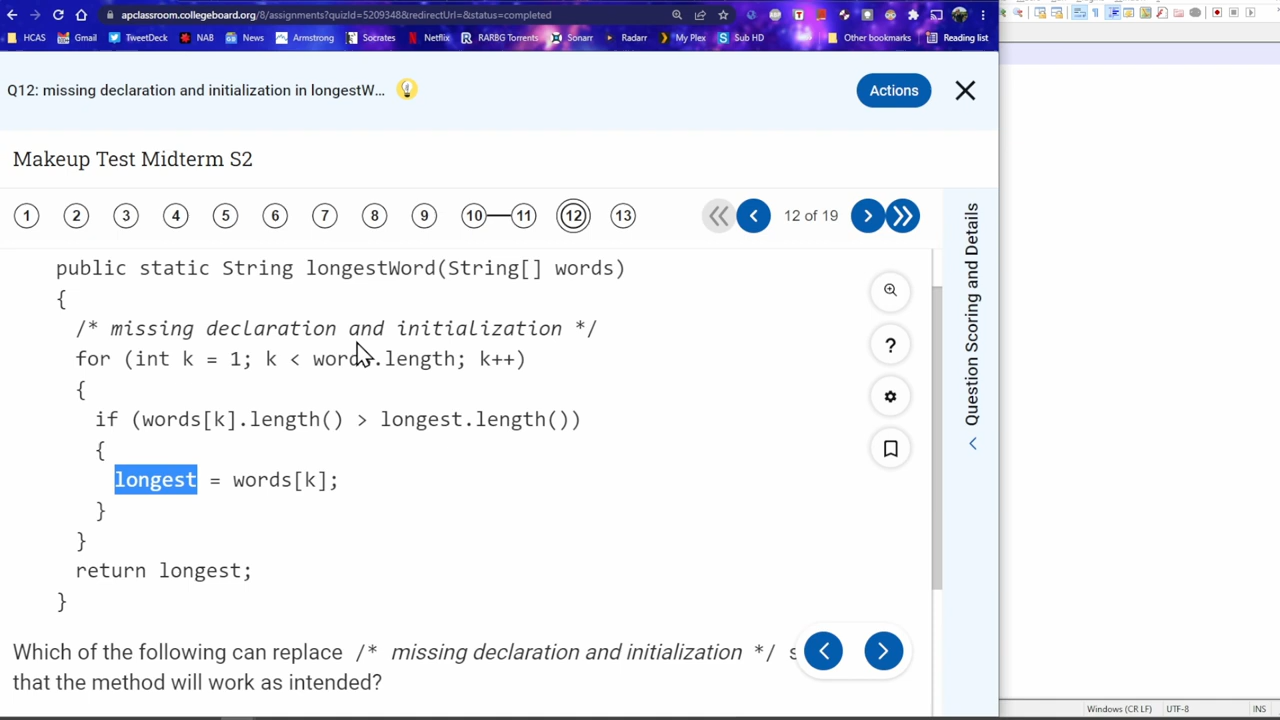 apclassroom.collegeboard.org/8/assignments?quizId=5209348&redirectUrl=&status=completed
HCAS Gmail TweetDeck NAB News Armstrong Socrates Netflix RARBG Torrents Sonarr Radarr My Plex Sub HD Other bookmarks Reading list
Q12: missing declaration and initialization in longestW...
Actions
Makeup Test Midterm S2
1 2 3 4 5 6 7 8 9 10 11 12 13 12 of 19
Question Scoring and Details
public static String longestWord(String[] words)
{
/* missing declaration and initialization */
for (int k = 1; k < words.length; k++)
{
if (words[k].length() > longest.length())
{
longest = words[k];
}
}
return longest;
}
Which of the following can replace /* missing declaration and initialization */ s
that the method will work as intended?
Windows (CR LF) UTF-8 INS